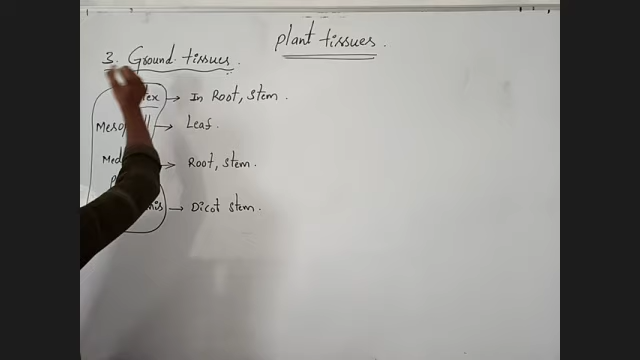 plant tissues.
3. Ground tissues.
→ In Root, Stem.
→ Leaf.
→ Root, Stem.
→ Dicot Stem.